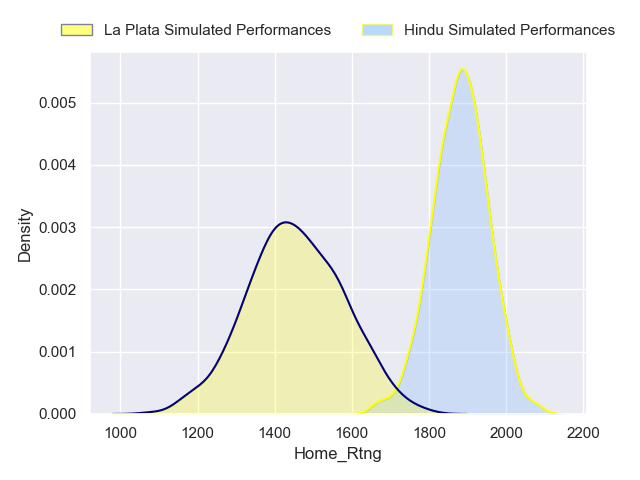 La Plata Simulated Performances
Hindu Simulated Performances
0.005
0.004
0.003
0.002
0.001
0.000
Density
1000 1200 1400 1600 1800 2000 2200
Home_Rtng